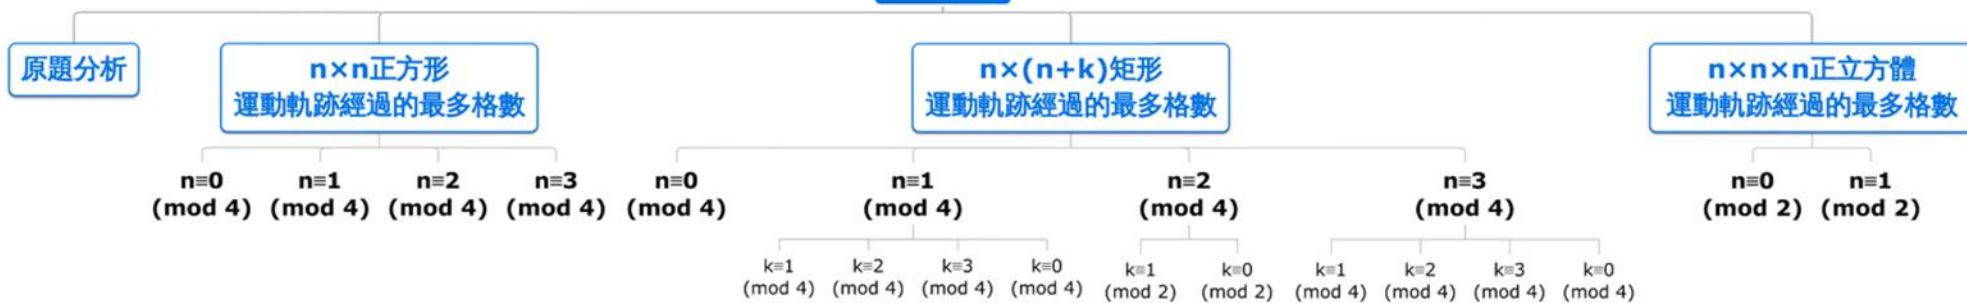 原題分析
n×n正方形
運動軌跡經過的最多格數
n×(n+k)矩形
運動軌跡經過的最多格數
n×n×n正立方體
運動軌跡經過的最多格數
n≡0
(mod 4)
n≡1
(mod 4)
n≡2
(mod 4)
n≡3
(mod 4)
n≡0
(mod 4)
n≡1
(mod 4)
n≡2
(mod 4)
n≡3
(mod 4)
n≡0
(mod 2)
n≡1
(mod 2)
k≡1
(mod 4)
k≡2
(mod 4)
k≡3
(mod 4)
k≡0
(mod 4)
k≡1
(mod 2)
k≡0
(mod 2)
k≡1
(mod 4)
k≡2
(mod 4)
k≡3
(mod 4)
k≡0
(mod 4)